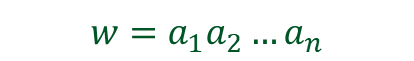 w = a₁a₂ … aₙ